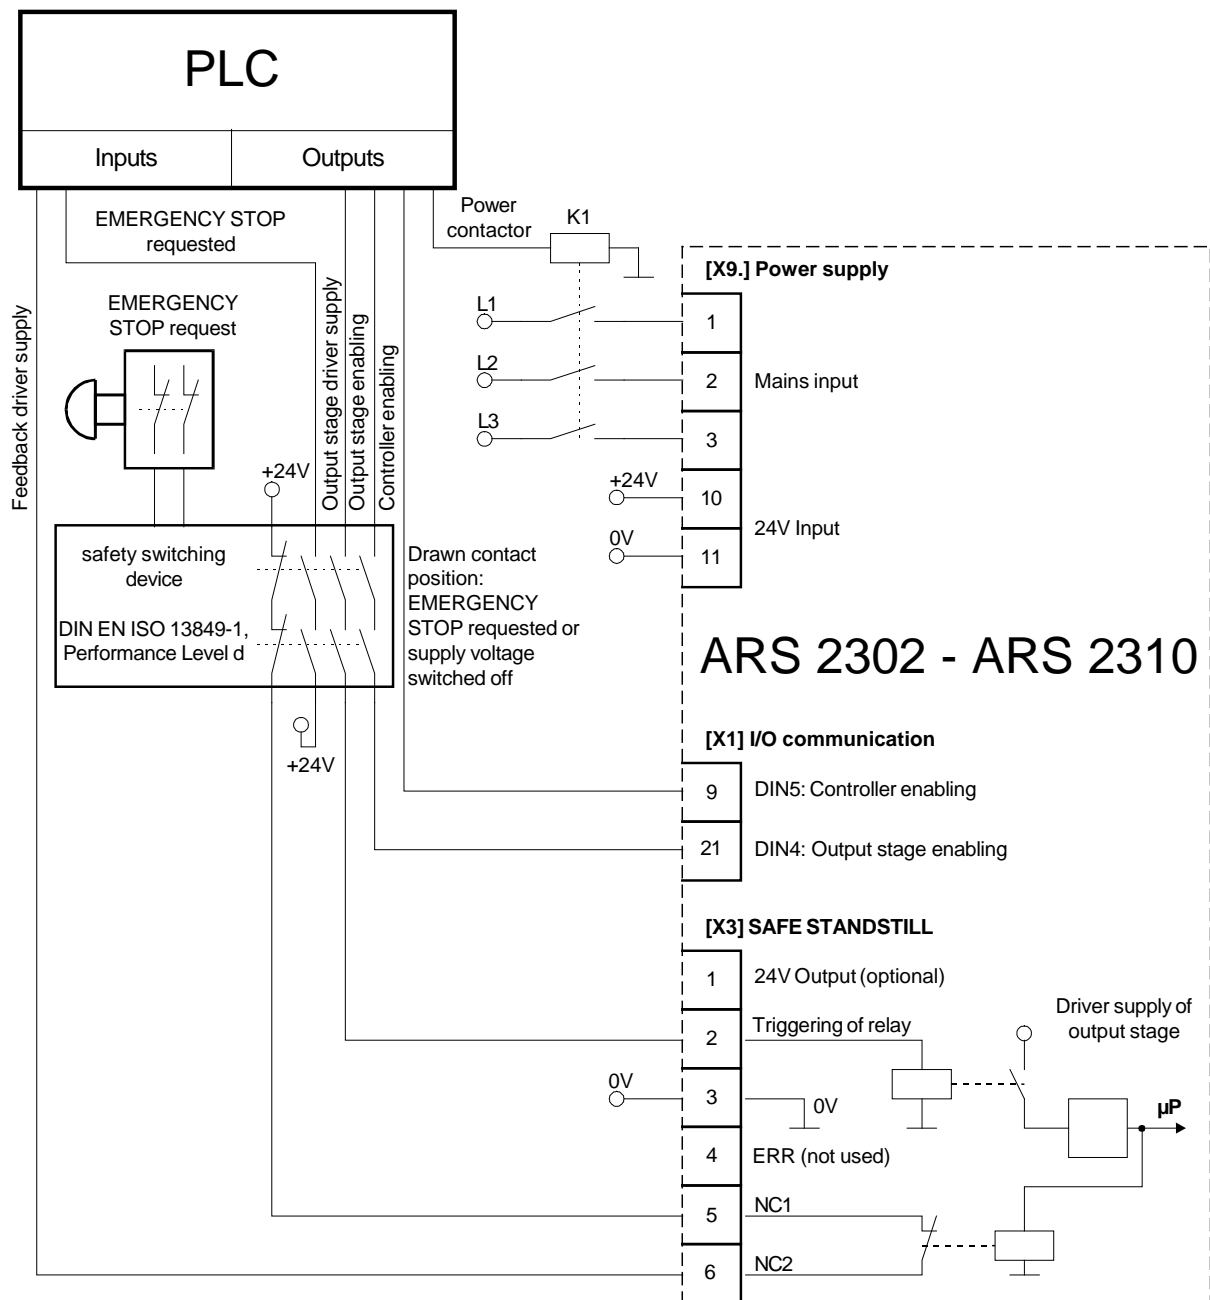 PLC
Inputs
Outputs
EMERGENCY STOP
requested
Power
contactor
K1
Feedback driver supply
EMERGENCY
STOP request
Output stage driver supply
Output stage enabling
Controller enabling
[X9.] Power supply
L1
1
L2
2
Mains input
L3
3
+24V
+24V
10
24V Input
0V
11
safety switching
device
DIN EN ISO 13849-1,
Performance Level d
Drawn contact
position:
EMERGENCY
STOP requested or
supply voltage
switched off
ARS 2302 - ARS 2310
+24V
[X1] I/O communication
9
DIN5: Controller enabling
21
DIN4: Output stage enabling
[X3] SAFE STANDSTILL
1
24V Output (optional)
2
Triggering of relay
Driver supply of
output stage
0V
3
0V
µP
4
ERR (not used)
5
NC1
6
NC2